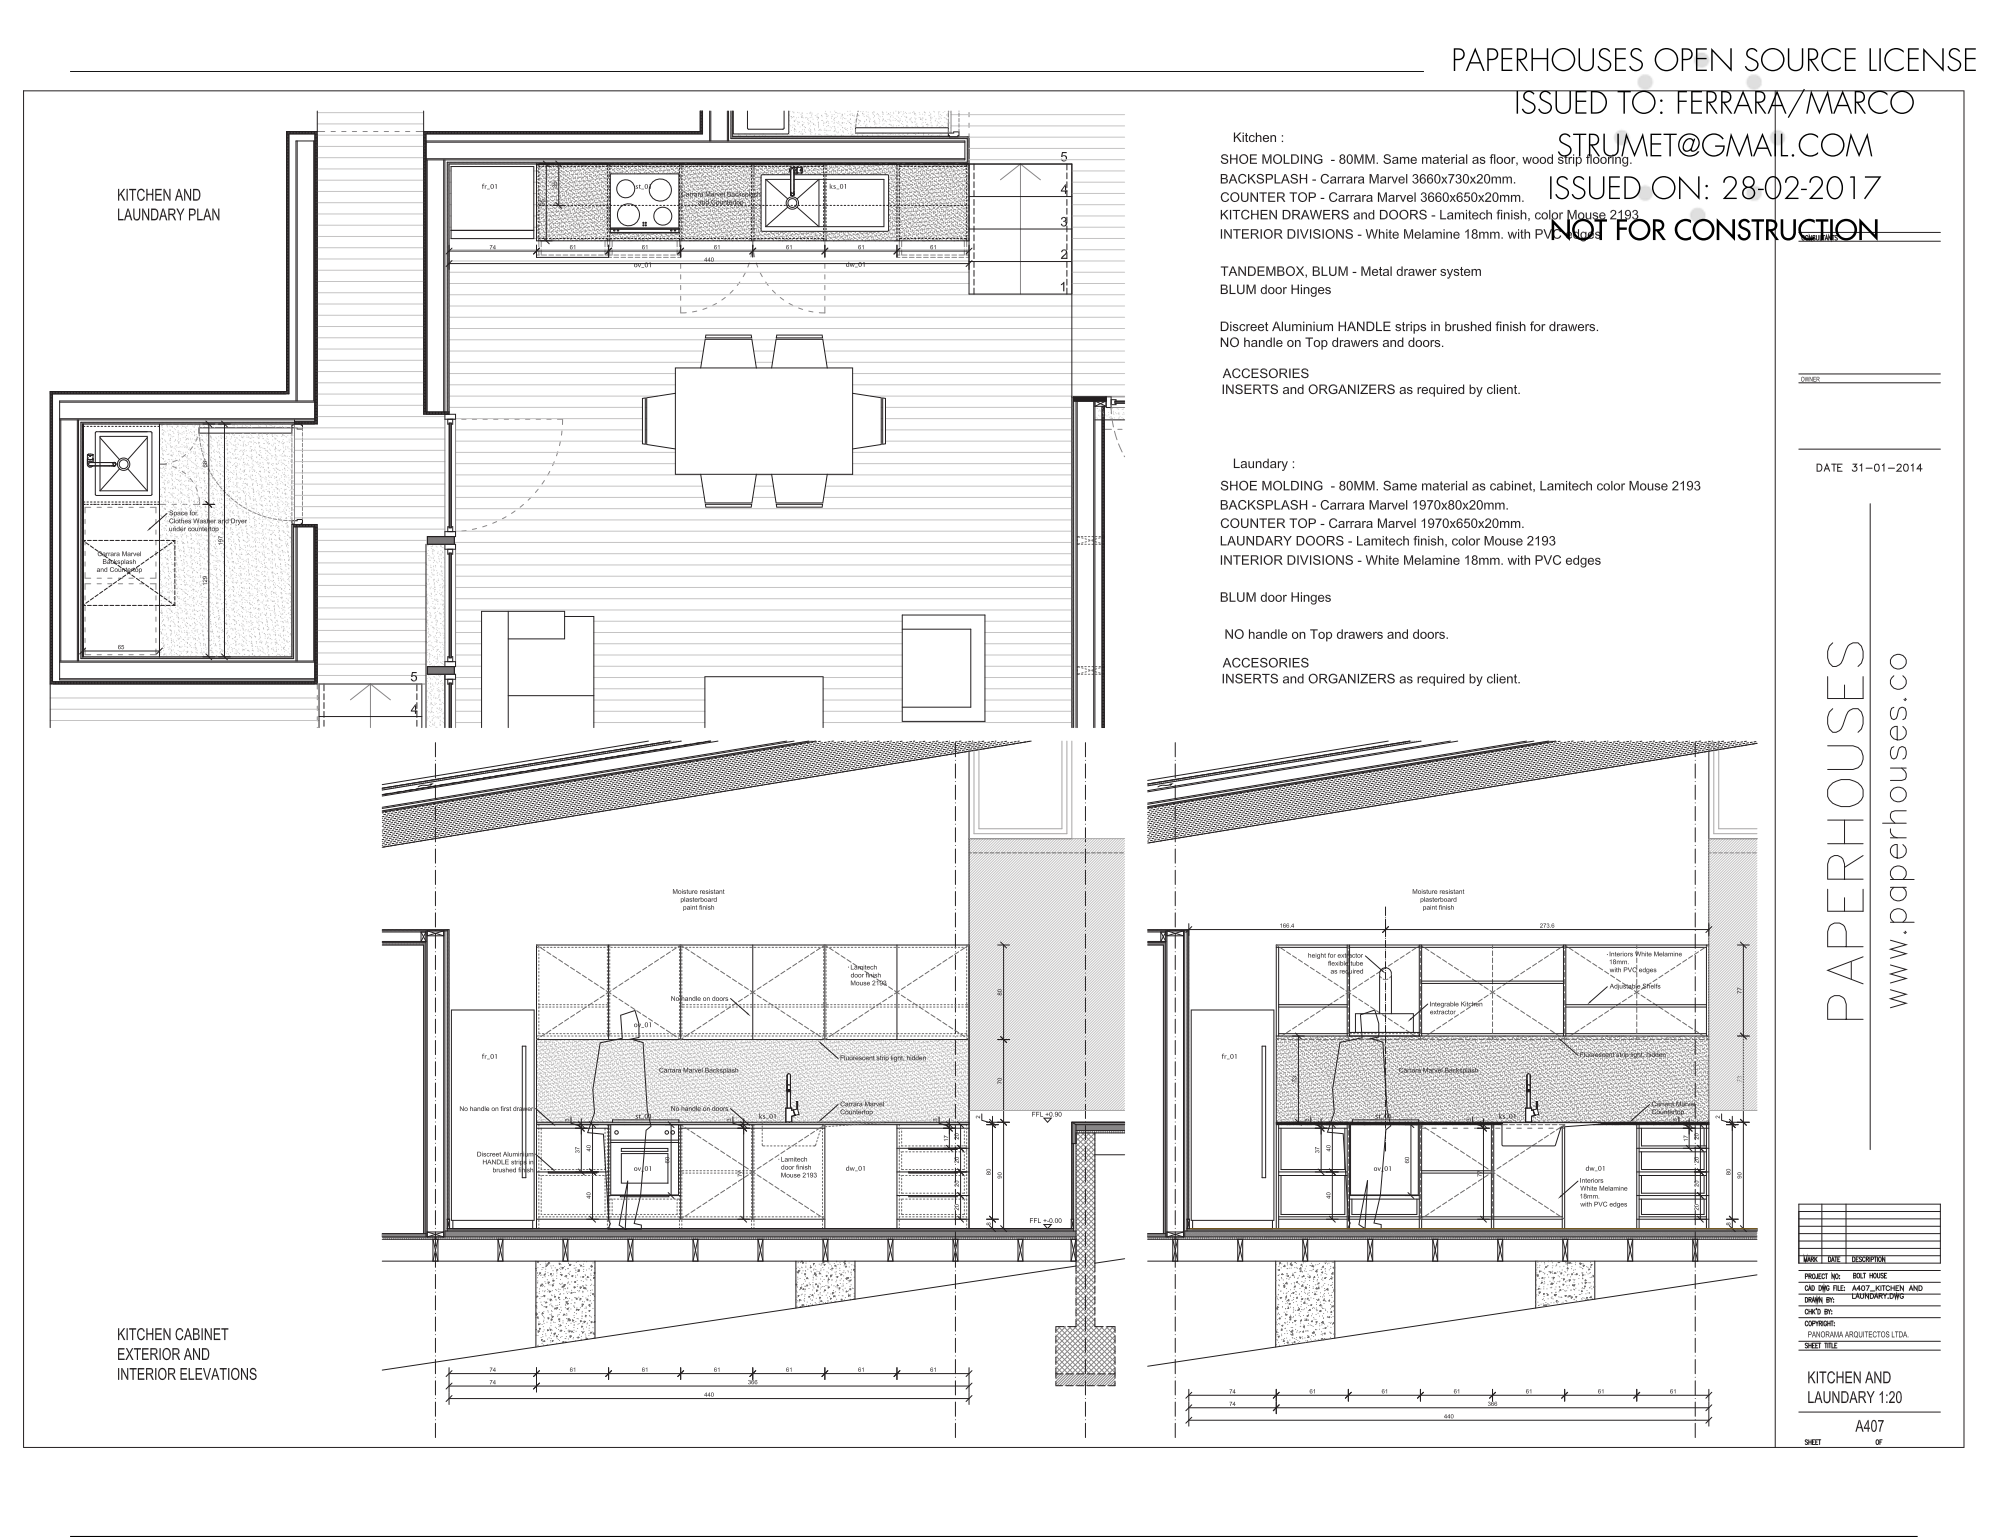 PAPERHOUSES OPEN SOURCE LICENSE
ISSUED TO: FERRARA/MARCO
STRUMET@GMAIL.COM
ISSUED ON: 28-02-2017
NOT FOR CONSTRUCTION
KITCHEN AND
LAUNDARY PLAN
fr_01
st_01
Carrara Marvel Backsplash
and Countertop
ks_01
74
61
61
61
61
61
61
440
ov_01
dw_01
5
4
3
2
1
Space for
Clothes Washer and Dryer
under countertop
Carrara Marvel
Backsplash
and Countertop
197
129
65
5
4
Kitchen :
SHOE MOLDING - 80MM. Same material as floor, wood strip flooring.
BACKSPLASH - Carrara Marvel 3660x730x20mm.
COUNTER TOP - Carrara Marvel 3660x650x20mm.
KITCHEN DRAWERS and DOORS - Lamitech finish, color Mouse 2193
INTERIOR DIVISIONS - White Melamine 18mm. with PVC edges
TANDEMBOX, BLUM - Metal drawer system
BLUM door Hinges
Discreet Aluminium HANDLE strips in brushed finish for drawers.
NO handle on Top drawers and doors.
ACCESORIES
INSERTS and ORGANIZERS as required by client.
Laundary :
SHOE MOLDING - 80MM. Same material as cabinet, Lamitech color Mouse 2193
BACKSPLASH - Carrara Marvel 1970x80x20mm.
COUNTER TOP - Carrara Marvel 1970x650x20mm.
LAUNDARY DOORS - Lamitech finish, color Mouse 2193
INTERIOR DIVISIONS - White Melamine 18mm. with PVC edges
BLUM door Hinges
NO handle on Top drawers and doors.
ACCESORIES
INSERTS and ORGANIZERS as required by client.
Moisture resistant
plasterboard
paint finish
Lamitech
door finish
Mouse 2193
No handle on doors
ov_01
fr_01
Fluorescent strip light, hidden
Carrara Marvel Backsplash
No handle on first drawer
No handle on doors
Carrara Marvel
Countertop
st_01
ks_01
Discreet Aluminium
HANDLE strips in
brushed finish
ov_01
Lamitech
door finish
Mouse 2193
dw_01
80
70
80
90
37
40
40
FFL +0.90
FFL +-0.00
74
61
61
61
61
61
61
74
366
440
KITCHEN CABINET
EXTERIOR AND
INTERIOR ELEVATIONS
Moisture resistant
plasterboard
paint finish
166.4
273.6
height for extractor
flexible tube
as required
Interiors White Melamine
18mm.
with PVC edges
Adjustable Shelfs
Integrable Kitchen
extractor
fr_01
Fluorescent strip light, hidden
Carrara Marvel Backsplash
Carrara Marvel
Countertop
st_01
ks_01
ov_01
dw_01
Interiors
White Melamine
18mm.
with PVC edges
77
73
80
90
37
40
40
60
74
61
61
61
61
61
61
74
366
440
CONSULTANTS
OWNER
DATE 31-01-2014
PAPERHOUSES
www.paperhouses.co
MARK DATE DESCRIPTION
PROJECT NO: BOLT HOUSE
CAD DWG FILE: A407_KITCHEN AND
LAUNDARY.DWG
DRAWN BY:
CHK'D BY:
COPYRIGHT:
PANORAMA ARQUITECTOS LTDA.
SHEET TITLE
KITCHEN AND
LAUNDARY 1:20
A407
SHEET OF